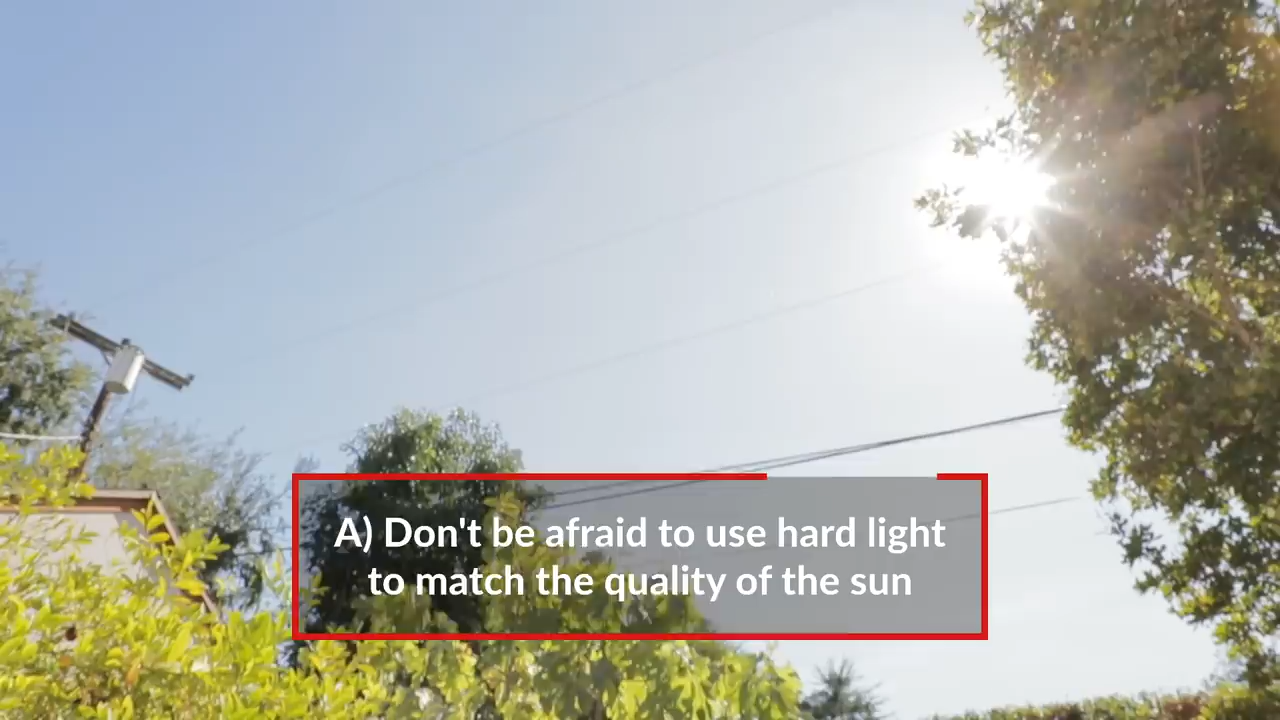 A) Don't be afraid to use hard light
to match the quality of the sun